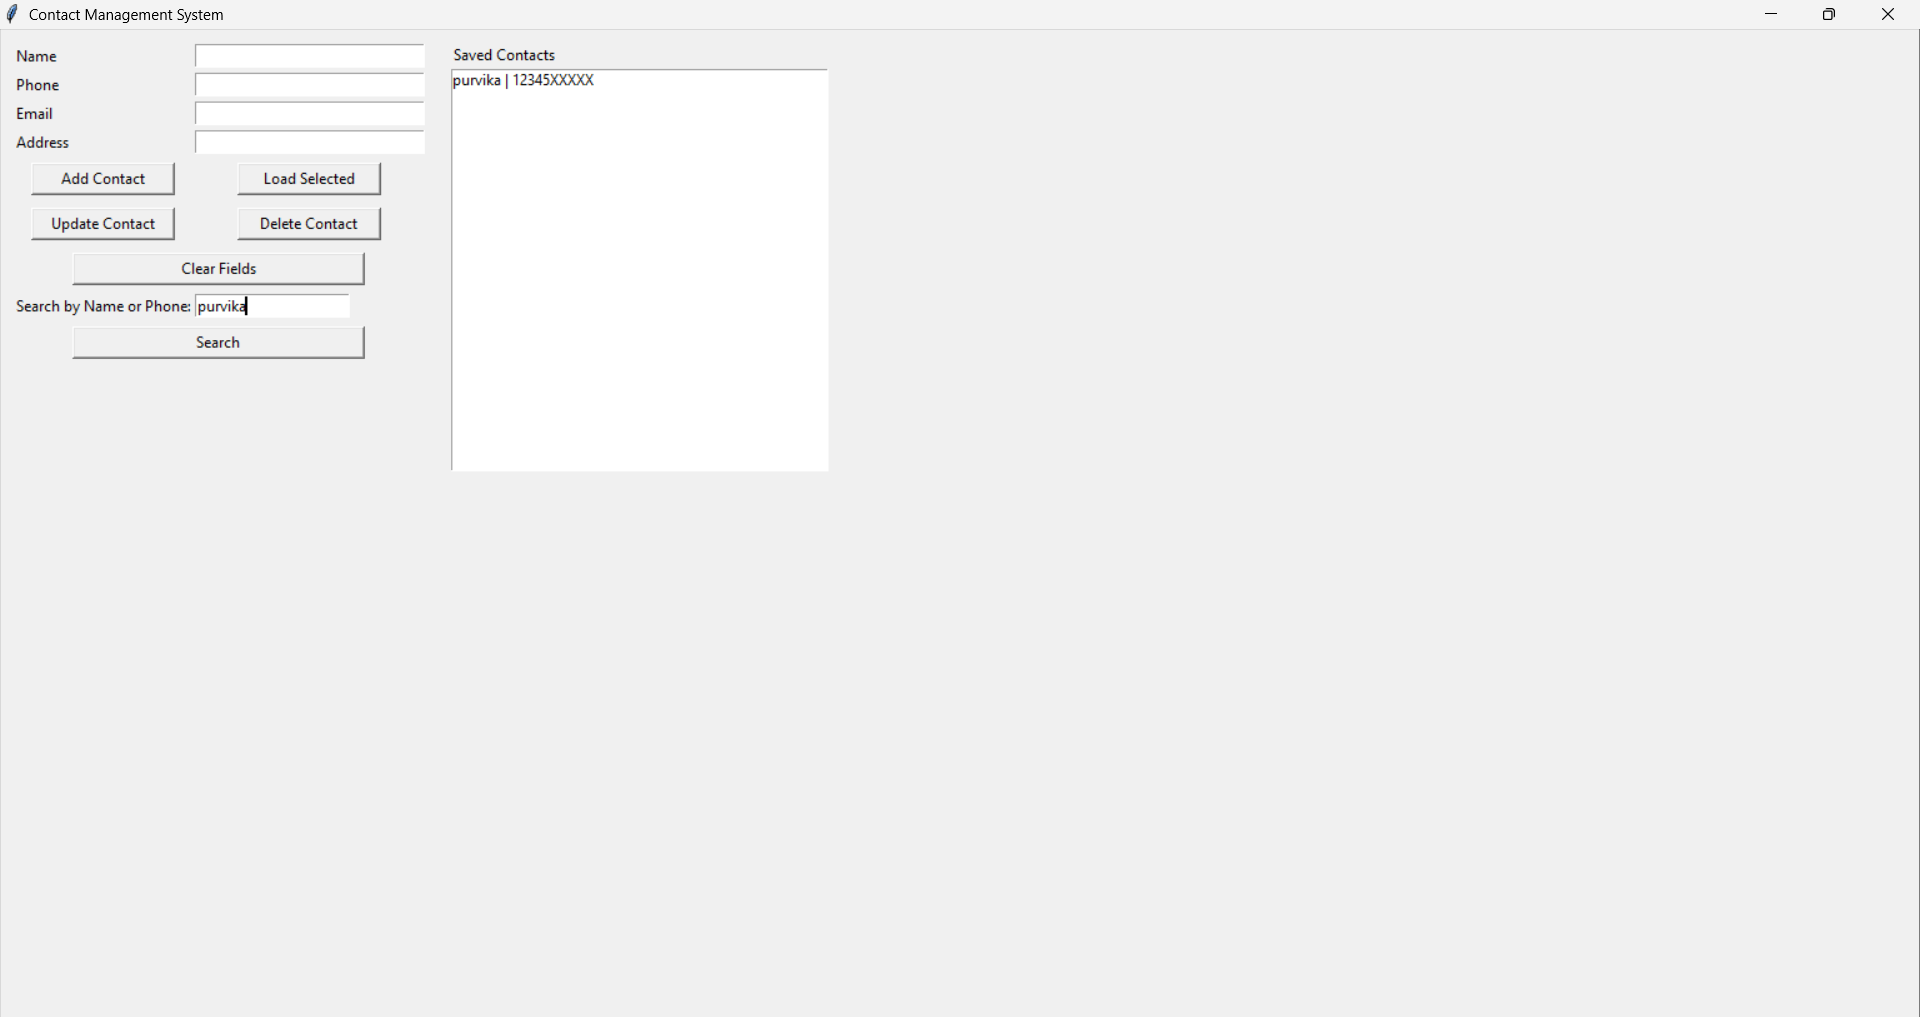 Contact Management System
Name
Phone
Email
Address
Add Contact
Load Selected
Update Contact
Delete Contact
Clear Fields
Search by Name or Phone: purvika
Search
Saved Contacts
purvika | 12345XXXXX